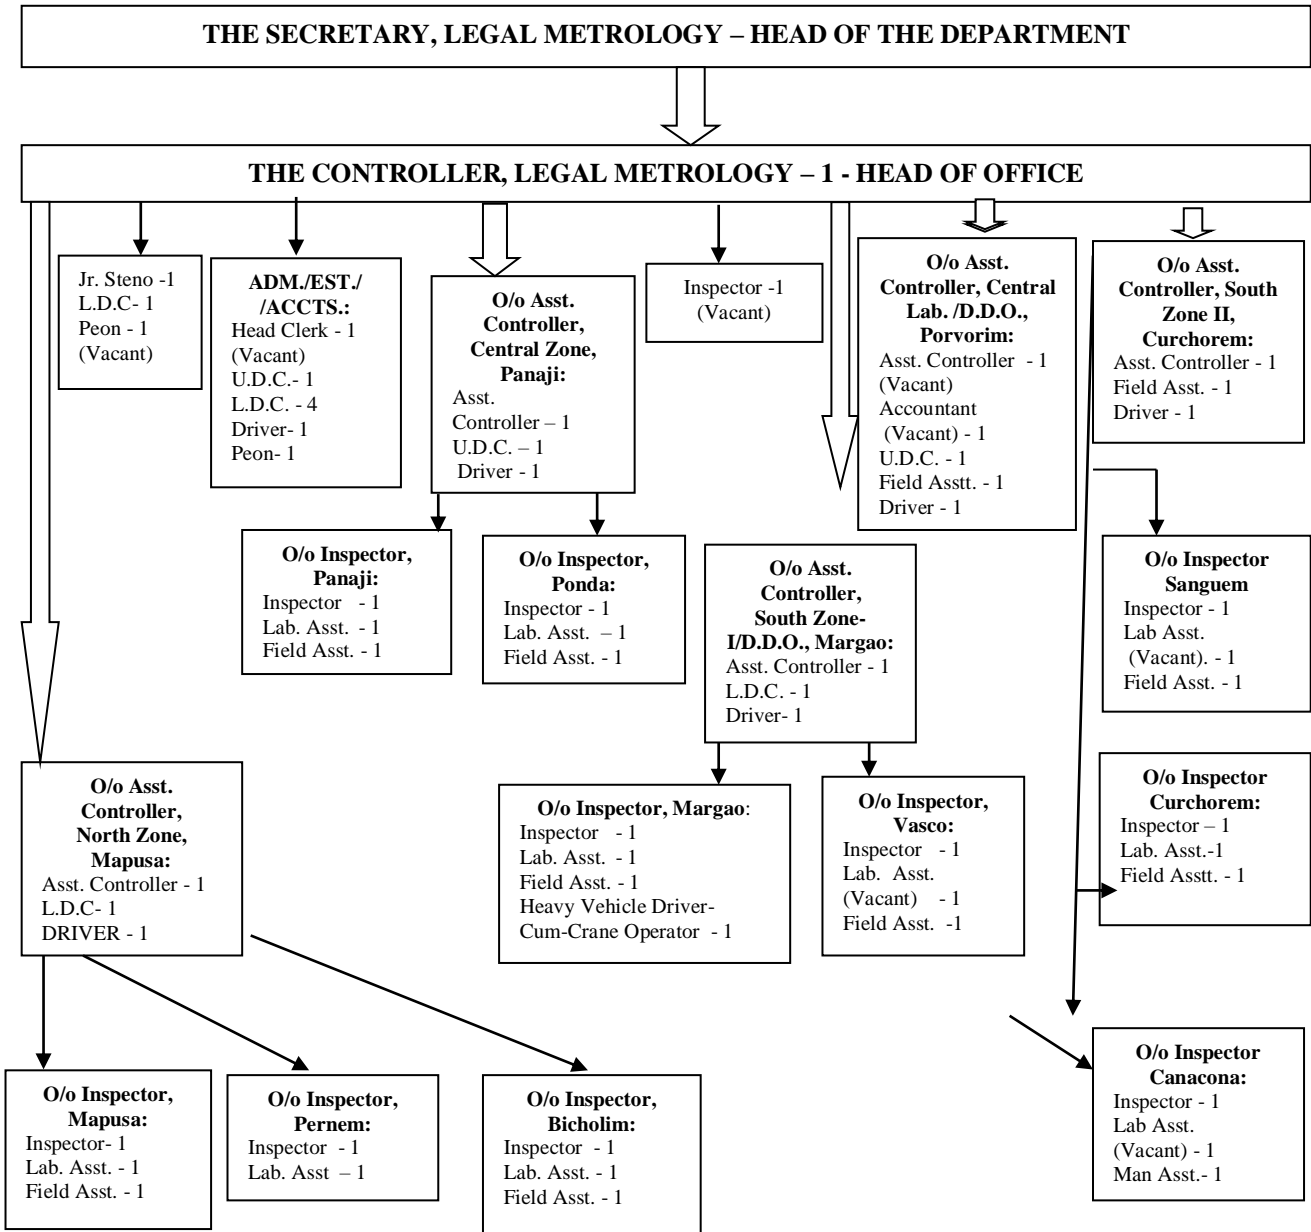 THE SECRETARY, LEGAL METROLOGY – HEAD OF THE DEPARTMENT
THE CONTROLLER, LEGAL METROLOGY – 1 - HEAD OF OFFICE
Jr. Steno -1
L.D.C- 1
Peon - 1
(Vacant)
ADM./EST./
/ACCTS.:
Head Clerk - 1
(Vacant)
U.D.C.- 1
L.D.C. - 4
Driver- 1
Peon- 1
O/o Asst.
Controller,
Central Zone,
Panaji:
Asst.
Controller – 1
U.D.C. – 1
Driver - 1
Inspector -1
(Vacant)
O/o Asst.
Controller, Central
Lab. /D.D.O.,
Porvorim:
Asst. Controller - 1
(Vacant)
Accountant
(Vacant) - 1
U.D.C. - 1
Field Asstt. - 1
Driver - 1
O/o Asst.
Controller, South
Zone II,
Curchorem:
Asst. Controller - 1
Field Asst. - 1
Driver - 1
O/o Inspector,
Panaji:
Inspector - 1
Lab. Asst. - 1
Field Asst. - 1
O/o Inspector,
Ponda:
Inspector - 1
Lab. Asst. – 1
Field Asst. - 1
O/o Asst.
Controller,
South Zone-
I/D.D.O., Margao:
Asst. Controller - 1
L.D.C. - 1
Driver- 1
O/o Inspector
Sanguem
Inspector - 1
Lab Asst.
(Vacant). - 1
Field Asst. - 1
O/o Asst.
Controller,
North Zone,
Mapusa:
Asst. Controller - 1
L.D.C- 1
DRIVER - 1
O/o Inspector, Margao:
Inspector - 1
Lab. Asst. - 1
Field Asst. - 1
Heavy Vehicle Driver-
Cum-Crane Operator - 1
O/o Inspector,
Vasco:
Inspector - 1
Lab. Asst.
(Vacant) - 1
Field Asst. -1
O/o Inspector
Curchorem:
Inspector – 1
Lab. Asst.-1
Field Asstt. - 1
O/o Inspector,
Mapusa:
Inspector- 1
Lab. Asst. - 1
Field Asst. - 1
O/o Inspector,
Pernem:
Inspector - 1
Lab. Asst – 1
O/o Inspector,
Bicholim:
Inspector - 1
Lab. Asst. - 1
Field Asst. - 1
O/o Inspector
Canacona:
Inspector - 1
Lab Asst.
(Vacant) - 1
Man Asst.- 1